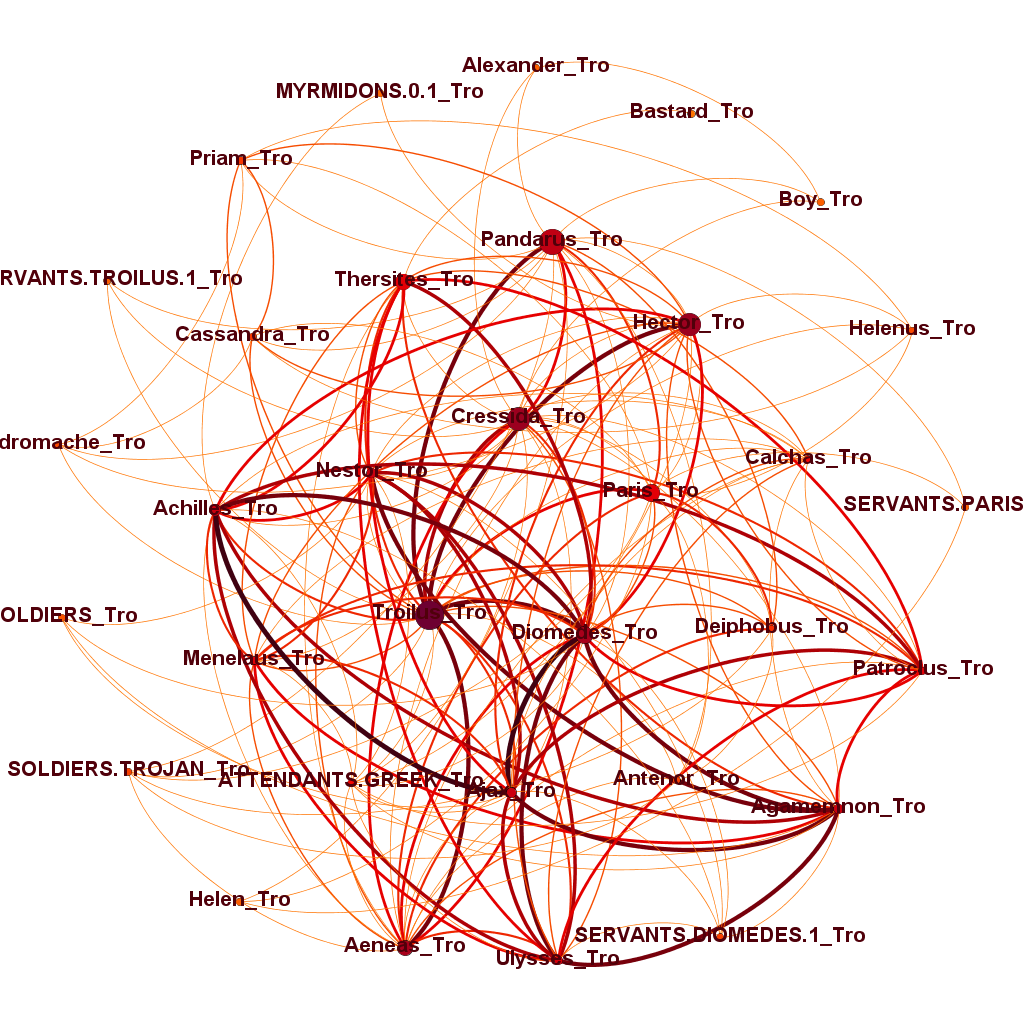 Alexander_Tro
MYRMIDONS.0.1_Tro
Bastard_Tro
Priam_Tro
Boy_Tro
Pandarus_Tro
Thersites_Tro
RVANTS.TROILUS.1_Tro
Hector_Tro
Cassandra_Tro
Helenus_Tro
Cressida_Tro
dromache_Tro
Calchas_Tro
Nestor_Tro
Paris_Tro
Achilles_Tro
SERVANTS.PARIS
Troilus_Tro
OLDIERS_Tro
Deiphobus_Tro
Diomedes_Tro
Menelaus_Tro
Patroclus_Tro
SOLDIERS.TROJAN_Tro
ATTENDANTS.GREEK_Tro
Antenor_Tro
Ajax_Tro
Agamemnon_Tro
Helen_Tro
SERVANTS.DIOMEDES.1_Tro
Aeneas_Tro
Ulysses_Tro